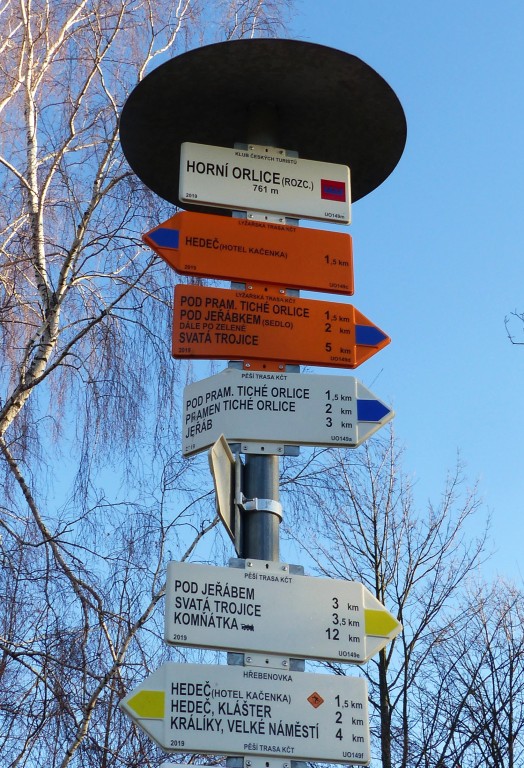 KLUB ČESKÝCH TURISTŮ
HORNÍ ORLICE (ROZC.)
761 m
2019 UO149m
LYŽAŘSKÁ TRASA KČT
HEDEČ (HOTEL KAČENKA) 1,5 km
2019 UO149c
LYŽAŘSKÁ TRASA KČT
POD PRAM. TICHÉ ORLICE 1,5 km
POD JEŘÁBKEM (SEDLO) 2 km
DÁLE PO ZELENÉ
SVATÁ TROJICE 5 km
2019 UO149d
PĚŠÍ TRASA KČT
POD PRAM. TICHÉ ORLICE 1,5 km
PRAMEN TICHÉ ORLICE 2 km
JEŘÁB 3 km
2019 UO149a
PĚŠÍ TRASA KČT
POD JEŘÁBEM 3 km
SVATÁ TROJICE 3,5 km
KOMŇÁTKA 12 km
2019 UO149e
HŘEBENOVKA
HEDEČ (HOTEL KAČENKA) 1,5 km
HEDEČ, KLÁŠTER 2 km
KRÁLÍKY, VELKÉ NÁMĚSTÍ 4 km
2019 PĚŠÍ TRASA KČT UO149f